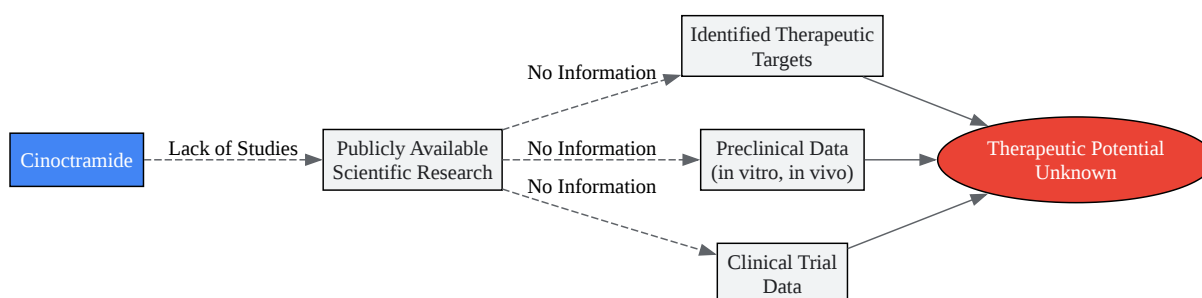 Cinoctramide
Lack of Studies
Publicly Available
Scientific Research
No Information
No Information
No Information
Identified Therapeutic
Targets
Preclinical Data
(in vitro, in vivo)
Clinical Trial
Data
Therapeutic Potential
Unknown